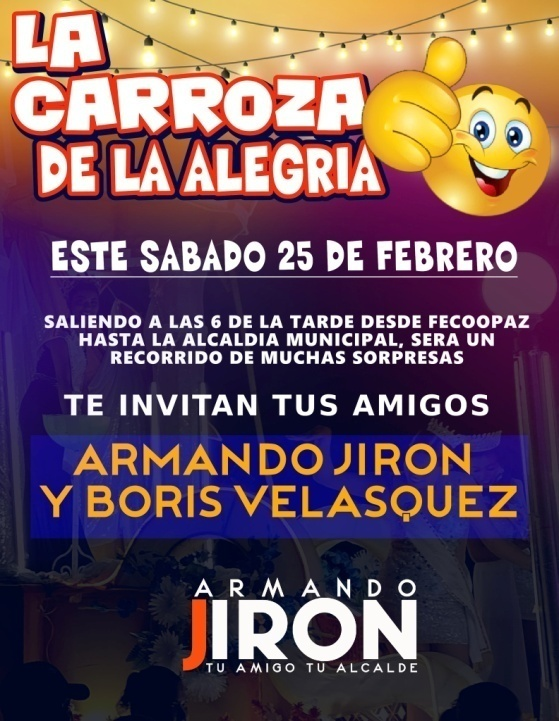 LA
CARROZA
DE LA ALEGRIA
ESTE SABADO 25 DE FEBRERO
SALIENDO A LAS 6 DE LA TARDE DESDE FECOOPAZ
HASTA LA ALCALDIA MUNICIPAL, SERA UN
RECORRIDO DE MUCHAS SORPRESAS
TE INVITAN TUS AMIGOS
ARMANDO JIRON
Y BORIS VELASQUEZ
ARMANDO
JIRON
TU AMIGO TU ALCALDE